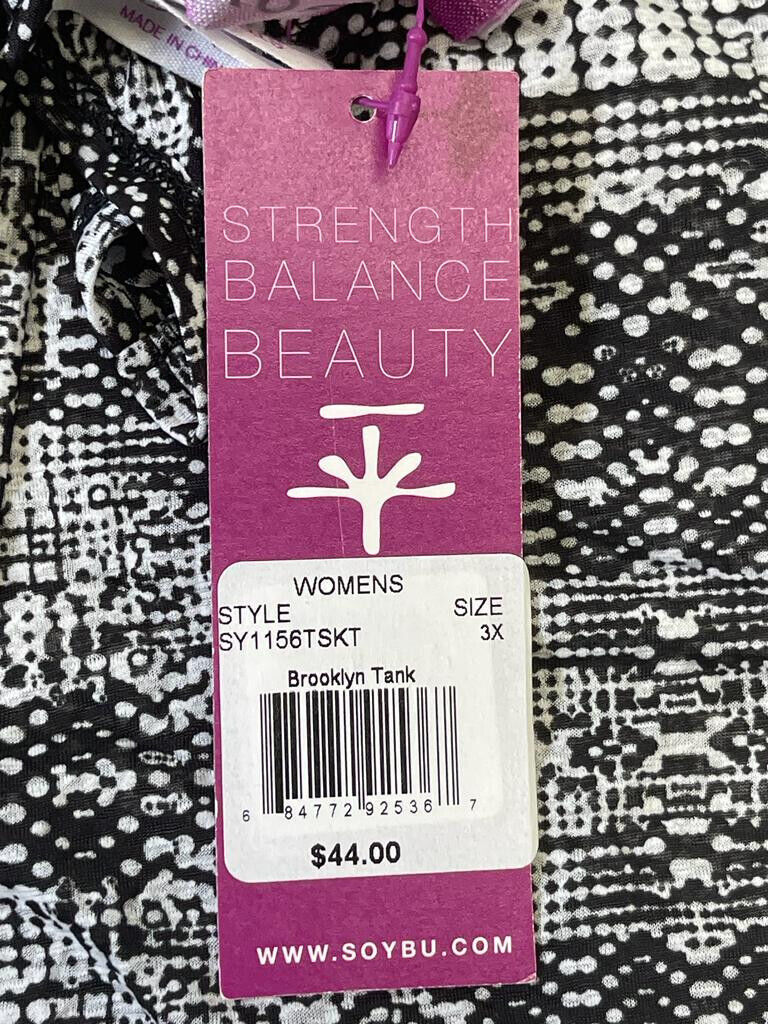 MADE IN CHIN
STRENGTH
BALANCE
BEAUTY
WOMENS
STYLE SIZE
SY1156TSKT 3X
Brooklyn Tank
6 84772 92536 7
$44.00
WWW.SOYBU.COM